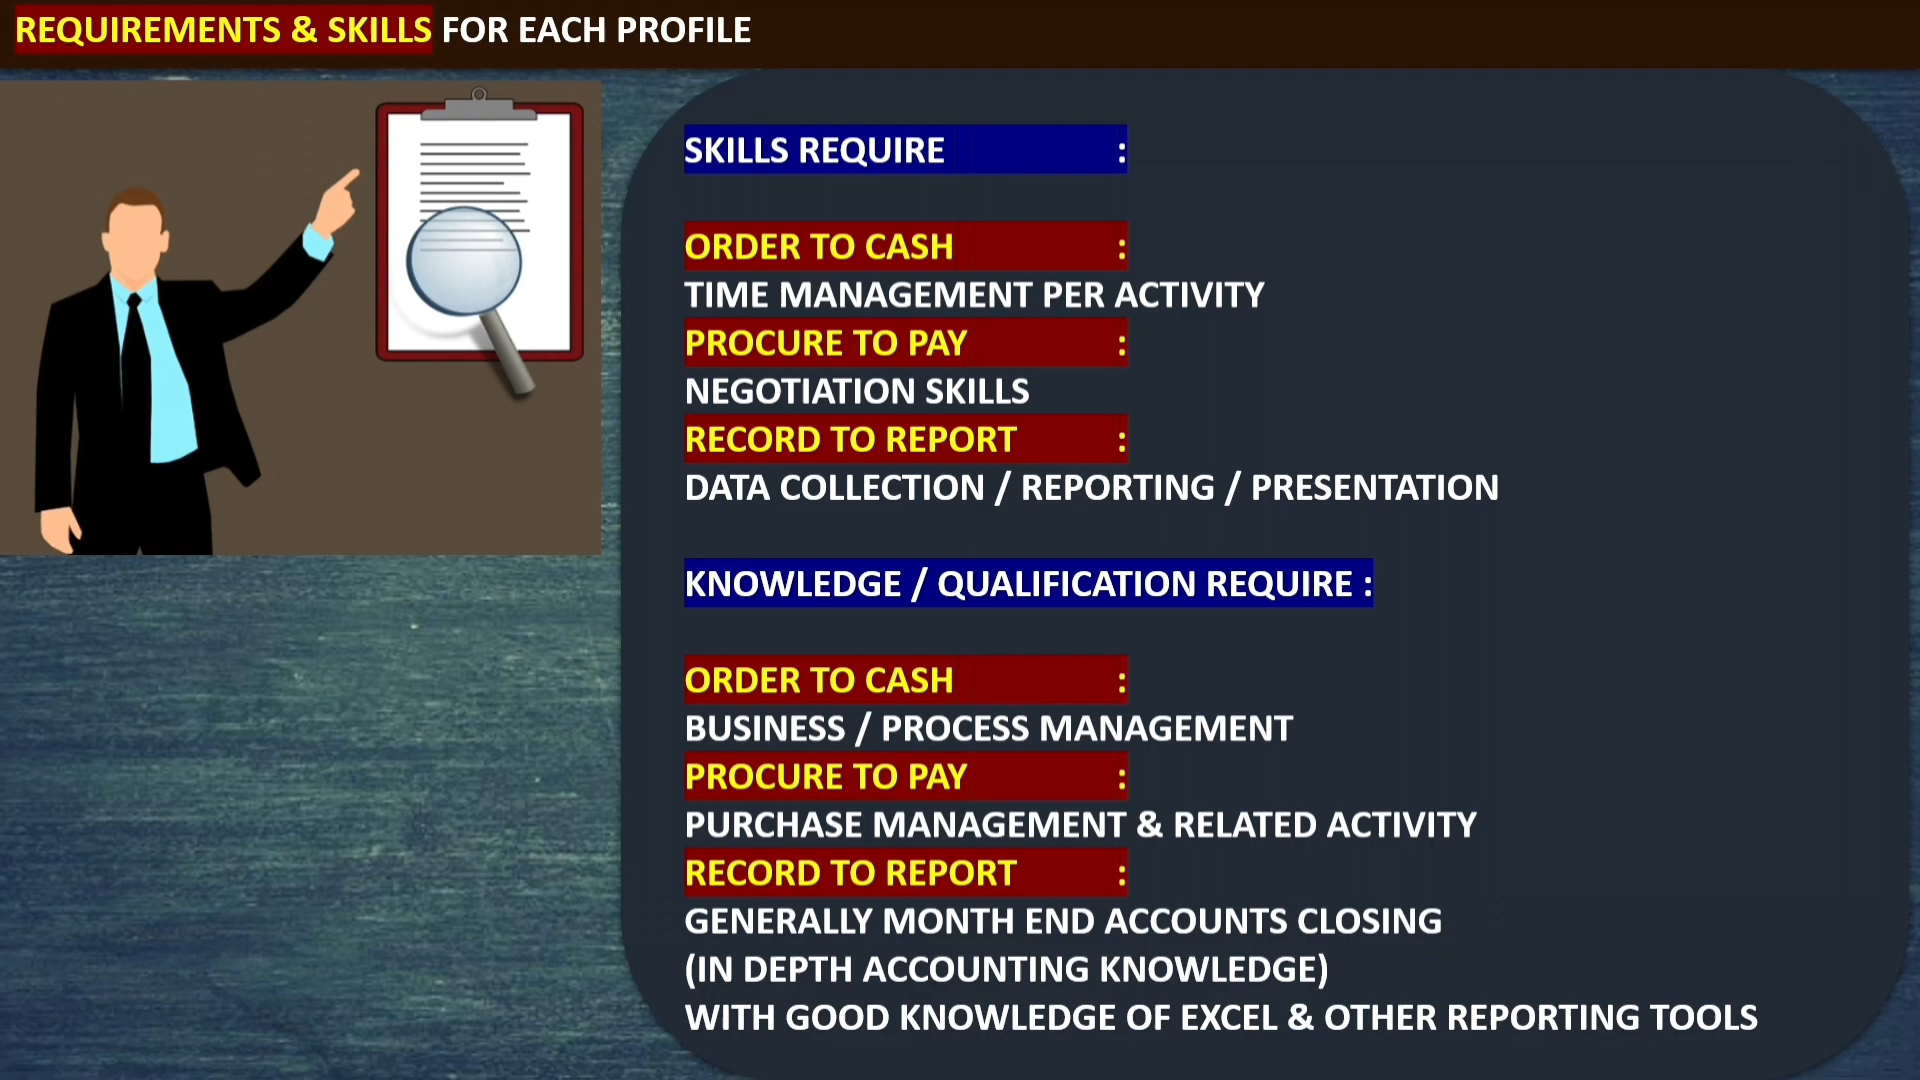 REQUIREMENTS & SKILLS FOR EACH PROFILE
SKILLS REQUIRE :
ORDER TO CASH :
TIME MANAGEMENT PER ACTIVITY
PROCURE TO PAY :
NEGOTIATION SKILLS
RECORD TO REPORT :
DATA COLLECTION / REPORTING / PRESENTATION
KNOWLEDGE / QUALIFICATION REQUIRE :
ORDER TO CASH :
BUSINESS / PROCESS MANAGEMENT
PROCURE TO PAY :
PURCHASE MANAGEMENT & RELATED ACTIVITY
RECORD TO REPORT :
GENERALLY MONTH END ACCOUNTS CLOSING
(IN DEPTH ACCOUNTING KNOWLEDGE)
WITH GOOD KNOWLEDGE OF EXCEL & OTHER REPORTING TOOLS